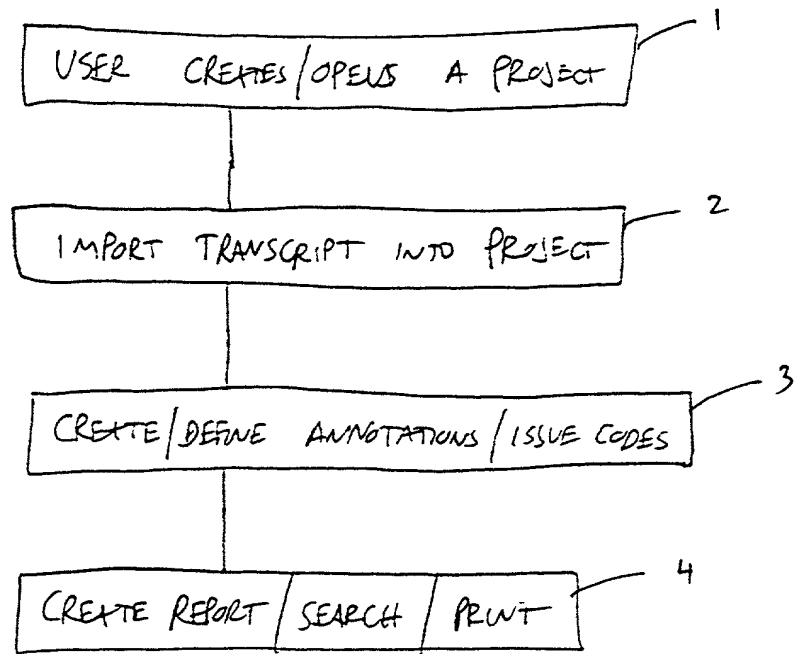 1
USER CREATES/OPENS A PROJECT
2
IMPORT TRANSCRIPT INTO PROJECT
3
CREATE/DEFINE ANNOTATIONS/ISSUE CODES
4
CREATE REPORT/SEARCH/PRINT